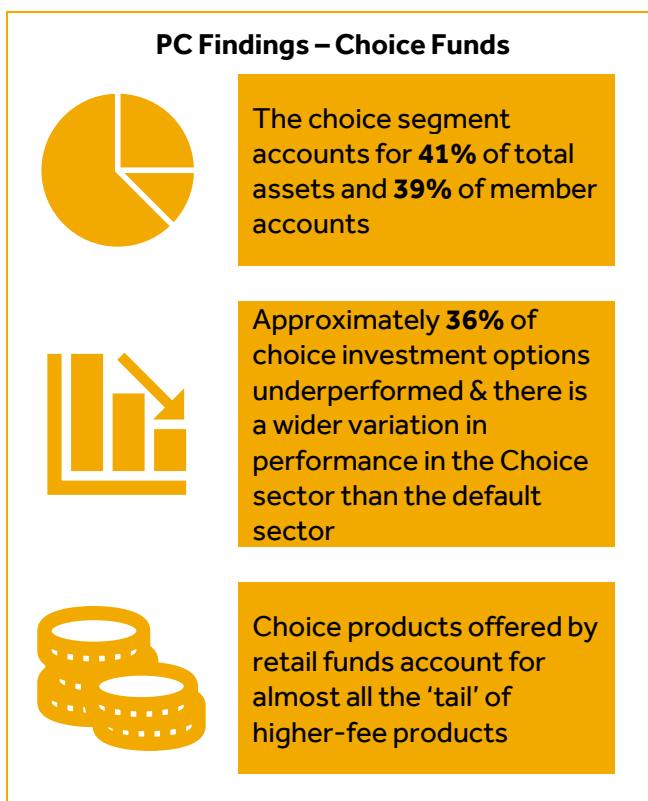 PC Findings – Choice Funds
The choice segment
accounts for 41% of total
assets and 39% of member
accounts
Approximately 36% of
choice investment options
underperformed & there is
a wider variation in
performance in the Choice
sector than the default
sector
Choice products offered by
retail funds account for
almost all the ‘tail’ of
higher-fee products